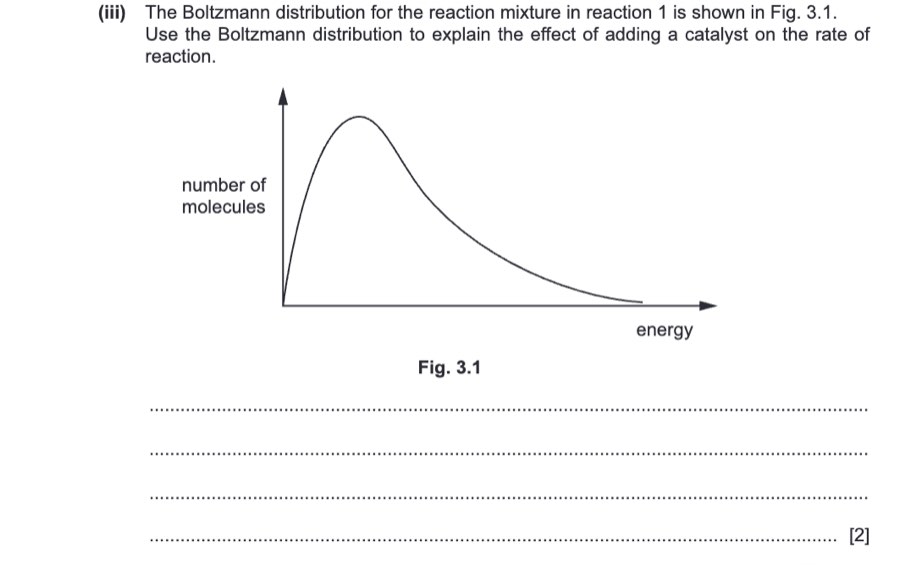 (iii) The Boltzmann distribution for the reaction mixture in reaction 1 is shown in Fig. 3.1.
Use the Boltzmann distribution to explain the effect of adding a catalyst on the rate of
reaction.
number of
molecules
energy
Fig. 3.1
[2]